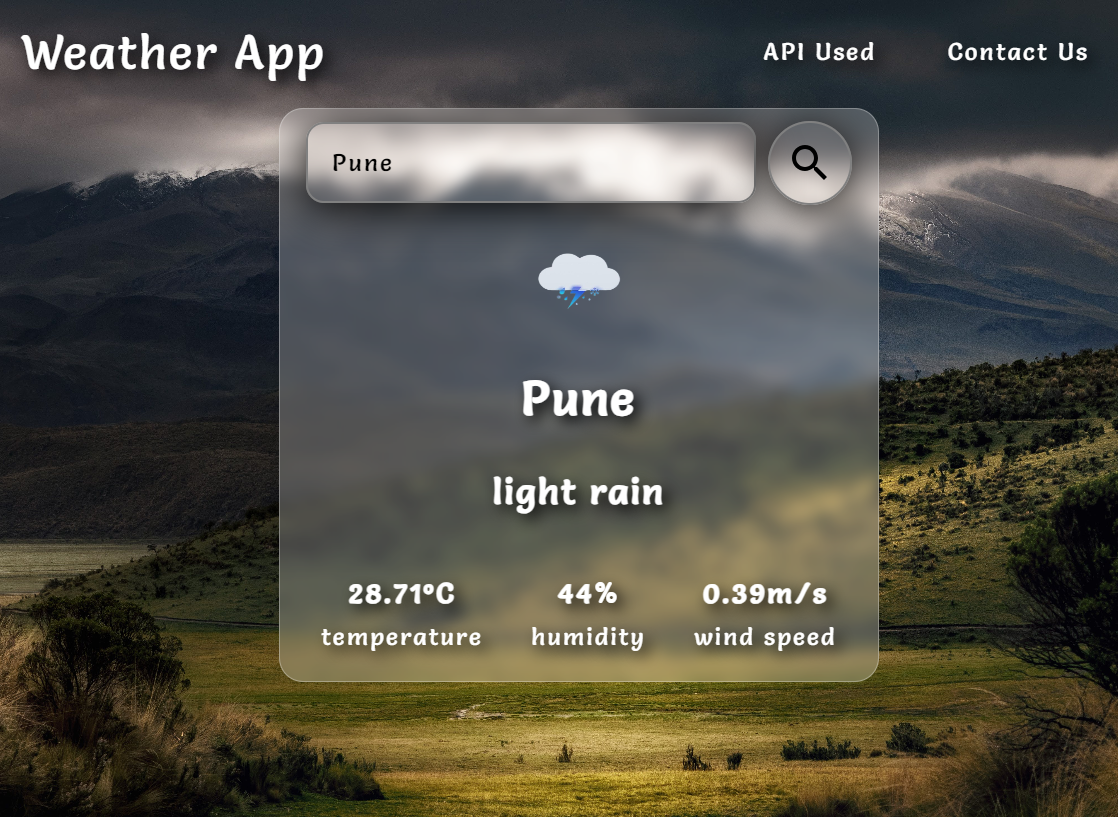 Weather App
API Used
Contact Us
Pune
Pune
light rain
28.71°C
44%
0.39m/s
temperature
humidity
wind speed